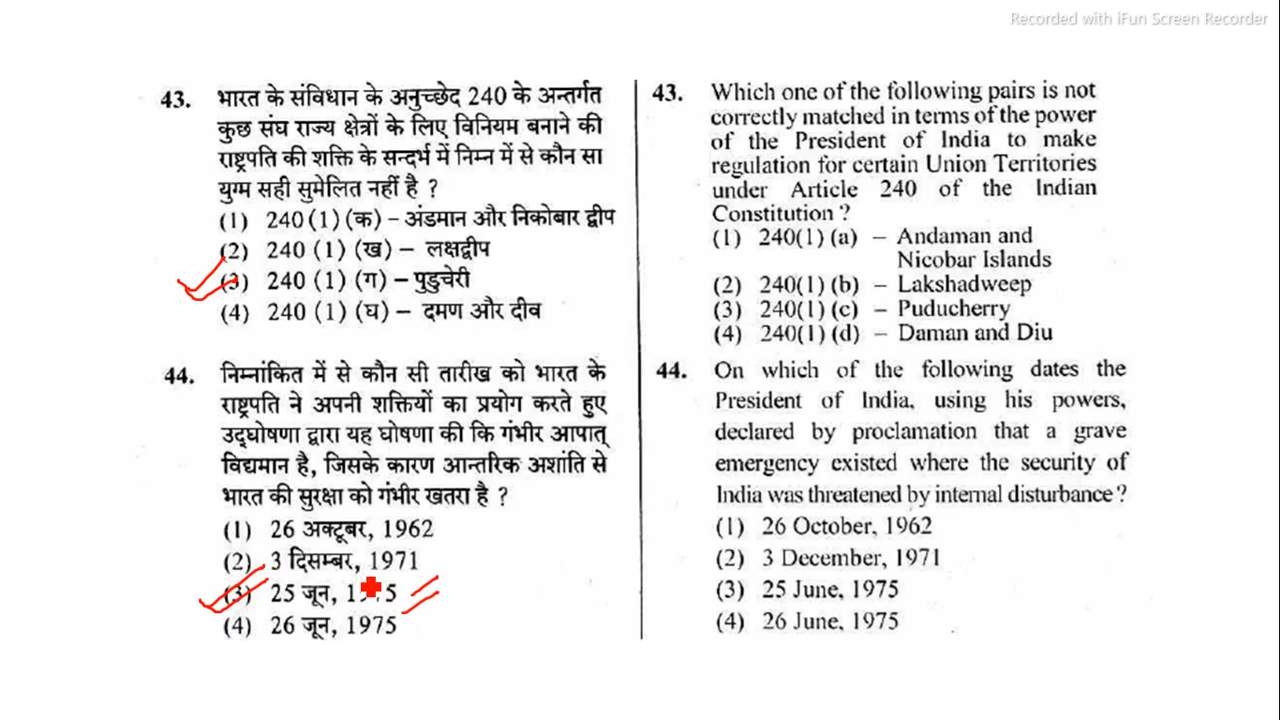 Recorded with iFun Screen Recorder
43. भारत के संविधान के अनुच्छेद 240 के अन्तर्गत
कुछ संघ राज्य क्षेत्रों के लिए विनियम बनाने की
राष्ट्रपति की शक्ति के सन्दर्भ में निम्न में से कौन सा
युग्म सही सुमेलित नहीं है ?
(1) 240 (1) (क) – अंडमान और निकोबार द्वीप
(2) 240 (1) (ख) – लक्षद्वीप
(3) 240 (1) (ग) – पुडुचेरी
(4) 240 (1) (घ) – दमण और दीव
44. निम्नांकित में से कौन सी तारीख को भारत के
राष्ट्रपति ने अपनी शक्तियों का प्रयोग करते हुए
उद्घोषणा द्वारा यह घोषणा की कि गंभीर आपात्
विद्यमान है, जिसके कारण आन्तरिक अशांति से
भारत की सुरक्षा को गंभीर खतरा है ?
(1) 26 अक्टूबर, 1962
(2) 3 दिसम्बर, 1971
(3) 25 जून, 1975
(4) 26 जून, 1975
43. Which one of the following pairs is not
correctly matched in terms of the power
of the President of India to make
regulation for certain Union Territories
under Article 240 of the Indian
Constitution ?
(1) 240(1) (a) – Andaman and
Nicobar Islands
(2) 240(1) (b) – Lakshadweep
(3) 240(1) (c) – Puducherry
(4) 240(1) (d) – Daman and Diu
44. On which of the following dates the
President of India, using his powers,
declared by proclamation that a grave
emergency existed where the security of
India was threatened by internal disturbance ?
(1) 26 October, 1962
(2) 3 December, 1971
(3) 25 June, 1975
(4) 26 June, 1975